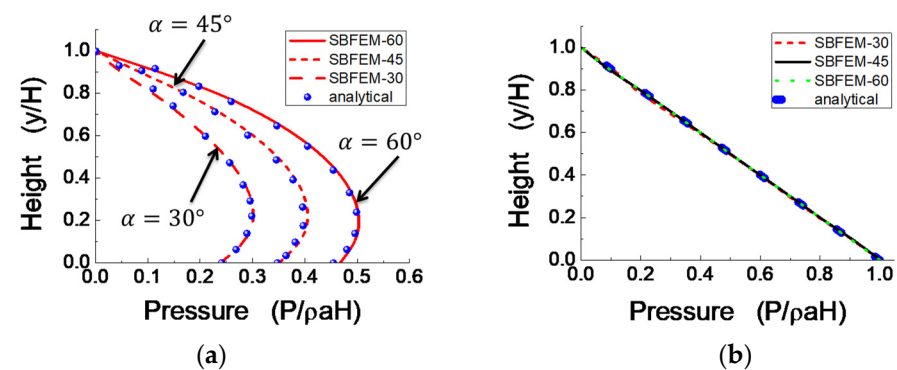 α = 45°
SBFEM-60
SBFEM-45
SBFEM-30
analytical
α = 60°
α = 30°
Height (y/H)
1.0
0.8
0.6
0.4
0.2
0.0
0.0 0.1 0.2 0.3 0.4 0.5 0.6
Pressure (P/ρaH)
(a)
SBFEM-30
SBFEM-45
SBFEM-60
analytical
Height (y/H)
1.0
0.8
0.6
0.4
0.2
0.0
0.0 0.2 0.4 0.6 0.8 1.0
Pressure (P/ρaH)
(b)